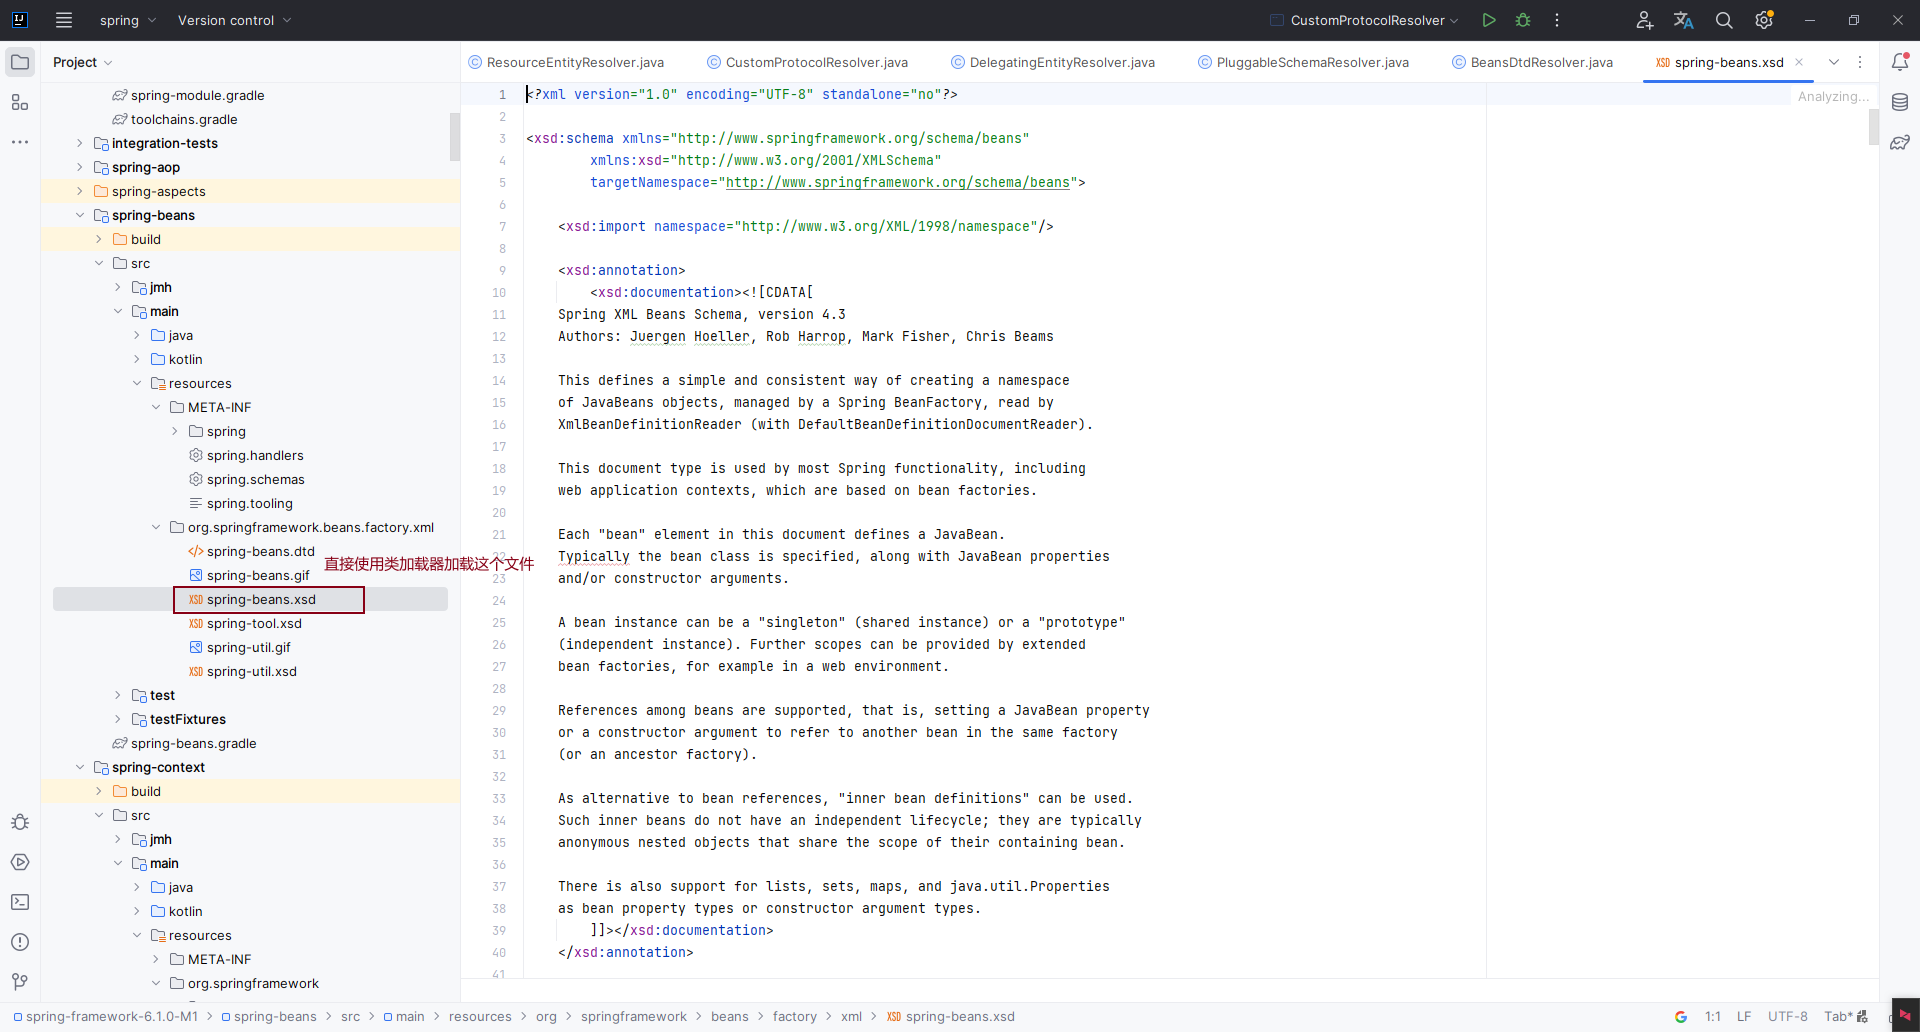 spring
Version control
CustomProtocolResolver
Project
ResourceEntityResolver.java
CustomProtocolResolver.java
DelegatingEntityResolver.java
PluggableSchemaResolver.java
BeansDtdResolver.java
XSD spring-beans.xsd
Analyzing...
spring-module.gradle
toolchains.gradle
integration-tests
spring-aop
spring-aspects
spring-beans
build
src
jmh
main
java
kotlin
resources
META-INF
spring
spring.handlers
spring.schemas
spring.tooling
org.springframework.beans.factory.xml
spring-beans.dtd
直接使用类加载器加载这个文件
spring-beans.gif
XSD spring-beans.xsd
XSD spring-tool.xsd
spring-util.gif
XSD spring-util.xsd
test
testFixtures
spring-beans.gradle
spring-context
build
src
jmh
main
java
kotlin
resources
META-INF
org.springframework
1 <?xml version="1.0" encoding="UTF-8" standalone="no"?>
2
3 <xsd:schema xmlns="http://www.springframework.org/schema/beans"
4 xmlns:xsd="http://www.w3.org/2001/XMLSchema"
5 targetNamespace="http://www.springframework.org/schema/beans">
6
7 <xsd:import namespace="http://www.w3.org/XML/1998/namespace"/>
8
9 <xsd:annotation>
10 <xsd:documentation><![CDATA[
11 Spring XML Beans Schema, version 4.3
12 Authors: Juergen Hoeller, Rob Harrop, Mark Fisher, Chris Beams
13
14 This defines a simple and consistent way of creating a namespace
15 of JavaBeans objects, managed by a Spring BeanFactory, read by
16 XmlBeanDefinitionReader (with DefaultBeanDefinitionDocumentReader).
17
18 This document type is used by most Spring functionality, including
19 web application contexts, which are based on bean factories.
20
21 Each "bean" element in this document defines a JavaBean.
22 Typically the bean class is specified, along with JavaBean properties
23 and/or constructor arguments.
24
25 A bean instance can be a "singleton" (shared instance) or a "prototype"
26 (independent instance). Further scopes can be provided by extended
27 bean factories, for example in a web environment.
28
29 References among beans are supported, that is, setting a JavaBean property
30 or a constructor argument to refer to another bean in the same factory
31 (or an ancestor factory).
32
33 As alternative to bean references, "inner bean definitions" can be used.
34 Such inner beans do not have an independent lifecycle; they are typically
35 anonymous nested objects that share the scope of their containing bean.
36
37 There is also support for lists, sets, maps, and java.util.Properties
38 as bean property types or constructor argument types.
39 ]]></xsd:documentation>
40 </xsd:annotation>
41
spring-framework-6.1.0-M1 > spring-beans > src > main > resources > org > springframework > beans > factory > xml > XSD spring-beans.xsd
1:1 LF UTF-8 Tab*